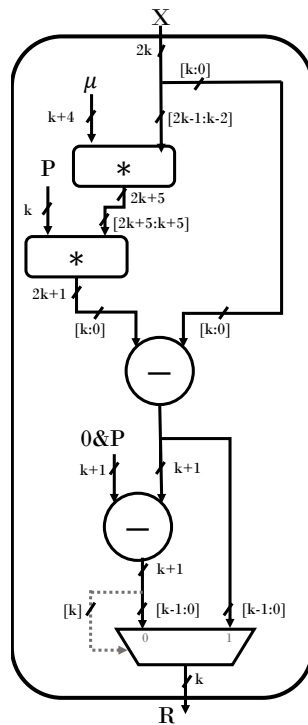 X
2k
[k:0]
μ
k+4
[2k-1:k-2]
*
P
2k+5
k
[2k+5:k+5]
*
2k+1
[k:0]
[k:0]
−
0&P
k+1
k+1
−
k+1
[k]
[k-1:0]
[k-1:0]
0
1
k
R